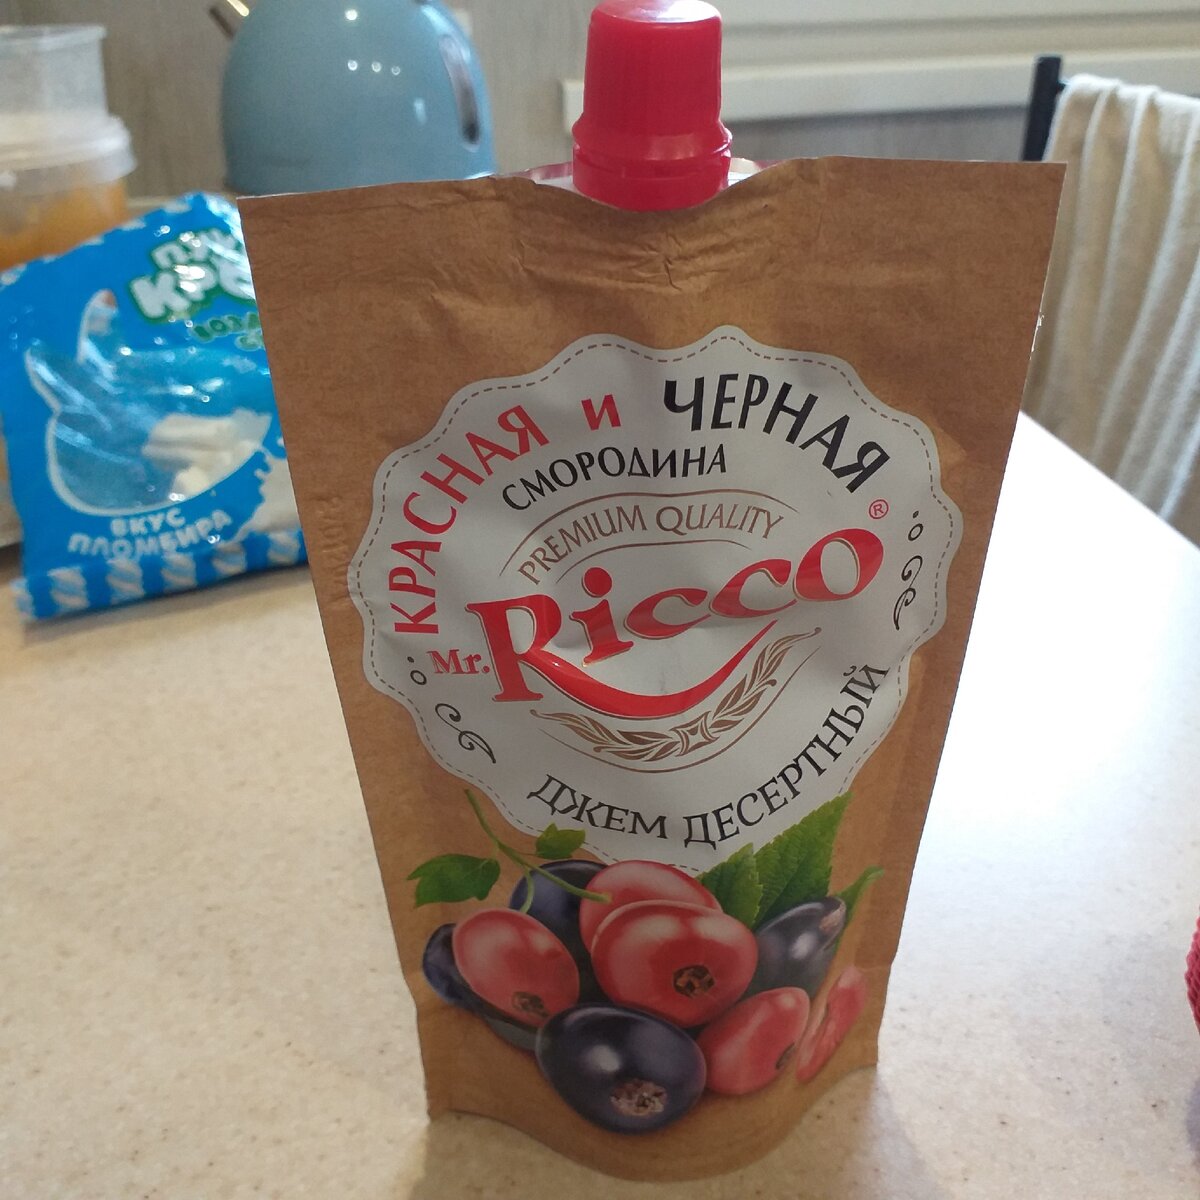 КРАСНАЯ и ЧЕРНАЯ
СМОРОДИНА
PREMIUM QUALITY
Mr. Ricco®
ДЖЕМ ДЕСЕРТНЫЙ
ВКУС
ПЛОМБИРА